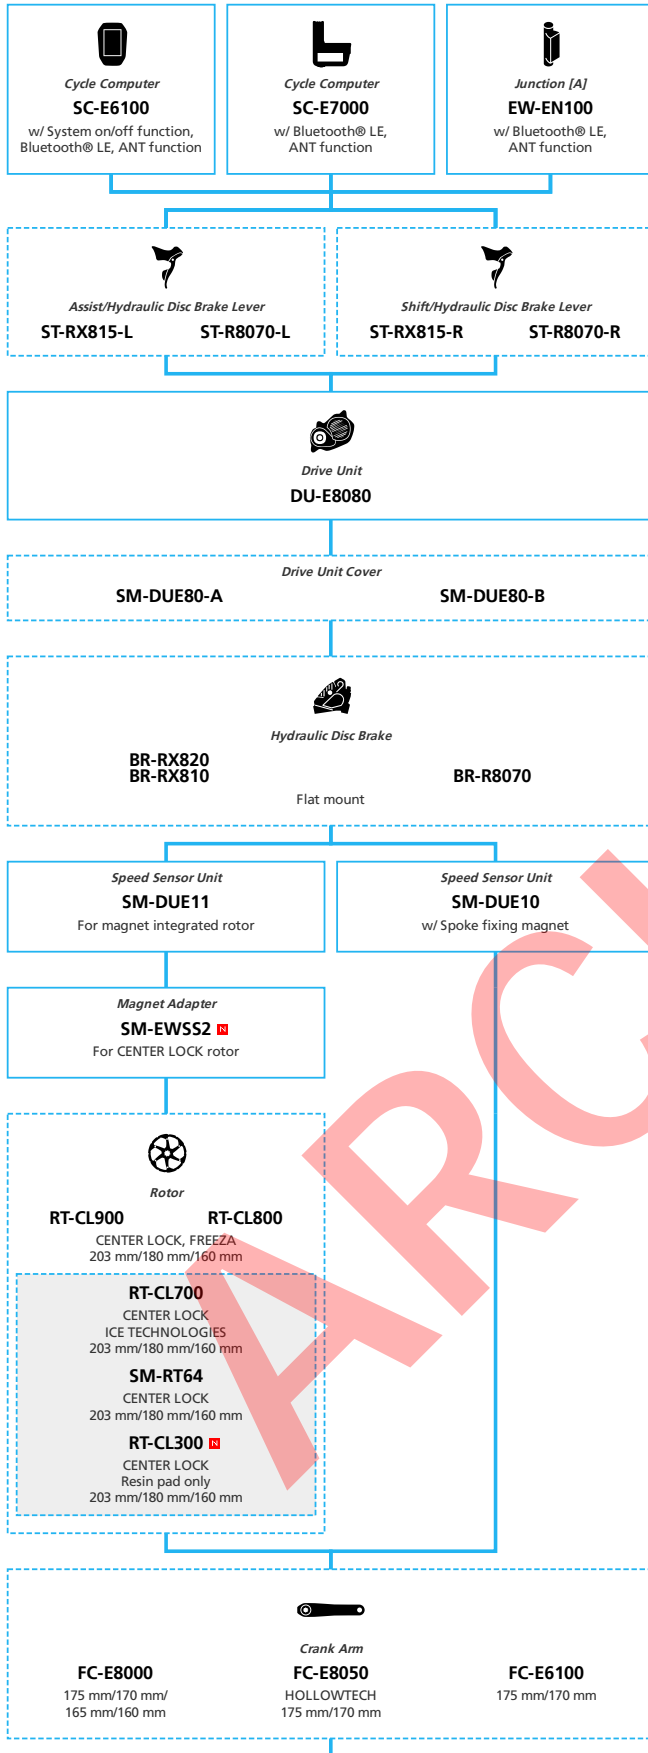 Cycle Computer
SC-E6100
w/ System on/off function,
Bluetooth® LE, ANT function
Cycle Computer
SC-E7000
w/ Bluetooth® LE,
ANT function
Junction [A]
EW-EN100
w/ Bluetooth® LE,
ANT function
Assist/Hydraulic Disc Brake Lever
ST-RX815-L ST-R8070-L
Shift/Hydraulic Disc Brake Lever
ST-RX815-R ST-R8070-R
Drive Unit
DU-E8080
Drive Unit Cover
SM-DUE80-A SM-DUE80-B
Hydraulic Disc Brake
BR-RX820
BR-RX810 BR-R8070
Flat mount
Speed Sensor Unit
SM-DUE11
For magnet integrated rotor
Speed Sensor Unit
SM-DUE10
w/ Spoke fixing magnet
Magnet Adapter
SM-EWSS2 N
For CENTER LOCK rotor
Rotor
RT-CL900 RT-CL800
CENTER LOCK, FREEZA
203 mm/180 mm/160 mm
RT-CL700
CENTER LOCK
ICE TECHNOLOGIES
203 mm/180 mm/160 mm
SM-RT64
CENTER LOCK
203 mm/180 mm/160 mm
RT-CL300 N
CENTER LOCK
Resin pad only
203 mm/180 mm/160 mm
Crank Arm
FC-E8000
175 mm/170 mm/
165 mm/160 mm
FC-E8050
HOLLOWTECH
175 mm/170 mm
FC-E6100
175 mm/170 mm